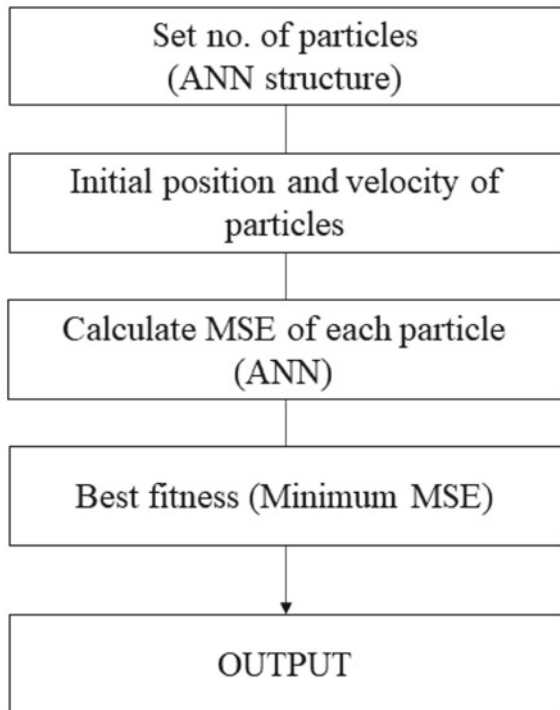 Set no. of particles
(ANN structure)
Initial position and velocity of
particles
Calculate MSE of each particle
(ANN)
Best fitness (Minimum MSE)
OUTPUT